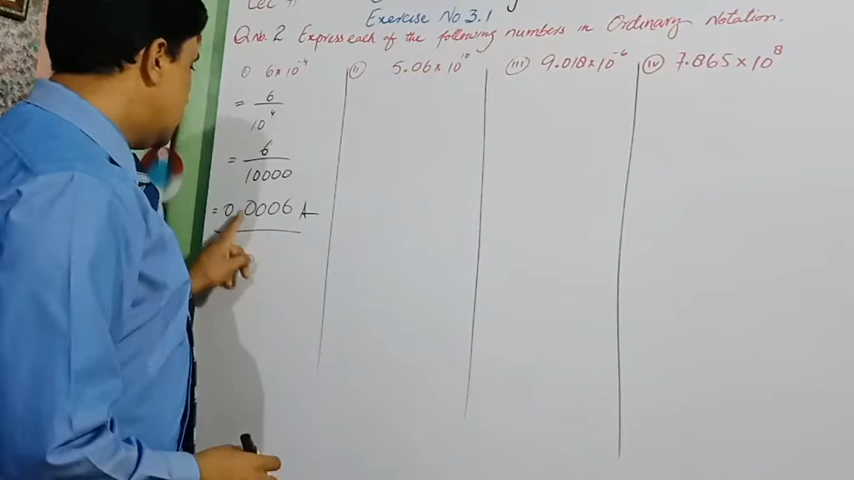 Lec
Exercise No 3.1
Q.No. 2 Express each of the following numbers in Ordinary Notation.
(i) 6×10⁻⁴ (ii) 5.06×10¹⁰ (iii) 9.018×10⁻⁶ (iv) 7.865×10⁸
= 6/10⁴
= 6/10000
= 0.0006 A